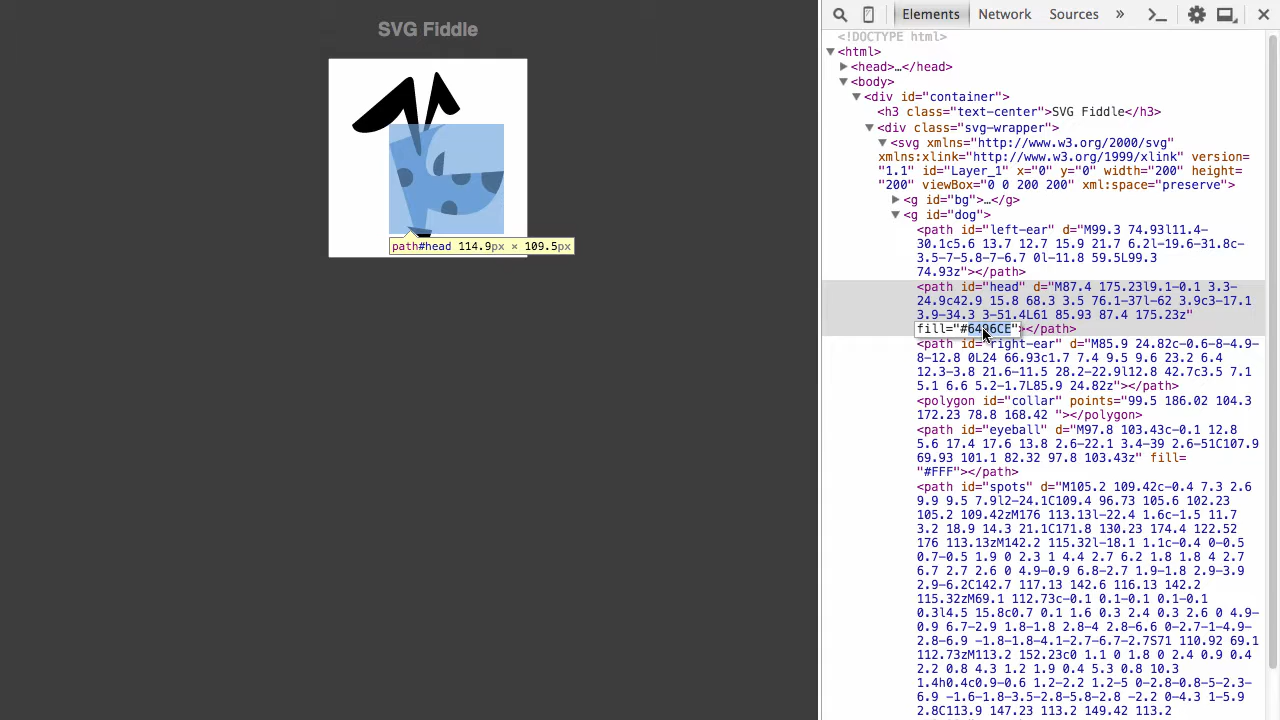 SVG Fiddle
path#head 114.9px × 109.5px
Elements Network Sources »
<!DOCTYPE html>
<html>
<head>…</head>
<body>
<div id="container">
<h3 class="text-center">SVG Fiddle</h3>
<div class="svg-wrapper">
<svg xmlns="http://www.w3.org/2000/svg"
xmlns:xlink="http://www.w3.org/1999/xlink" version=
"1.1" id="Layer_1" x="0" y="0" width="200" height=
"200" viewBox="0 0 200 200" xml:space="preserve">
<g id="bg">…</g>
<g id="dog">
<path id="left-ear" d="M99.3 74.93l11.4-
30.1c5.6 13.7 12.7 15.9 21.7 6.2l-19.6-31.8c-
3.5-7-5.8-7-6.7 0l-11.8 59.5L99.3
74.93z"></path>
<path id="head" d="M87.4 175.23l9.1-0.1 3.3-
24.9c42.9 15.8 68.3 3.5 76.1-37l-62 3.9c3-17.1
3.9-34.3 3-51.4L61 85.93 87.4 175.23z"
fill="#6496CE"></path>
<path id="right-ear" d="M85.9 24.82c-0.6-8-4.9-
8-12.8 0L24 66.93c1.7 7.4 9.5 9.6 23.2 6.4
12.3-3.8 21.6-11.5 28.2-22.9l12.8 42.7c3.5 7.1
5.1 6.6 5.2-1.7L85.9 24.82z"></path>
<polygon id="collar" points="99.5 186.02 104.3
172.23 78.8 168.42 "></polygon>
<path id="eyeball" d="M97.8 103.43c-0.1 12.8
5.6 17.4 17.6 13.8 2.6-22.1 3.4-39 2.6-51C107.9
69.93 101.1 82.32 97.8 103.43z" fill=
"#FFF"></path>
<path id="spots" d="M105.2 109.42c-0.4 7.3 2.6
9.9 9.5 7.9l2-24.1C109.4 96.73 105.6 102.23
105.2 109.42zM176 113.13l-22.4 1.6c-1.5 11.7
3.2 18.9 14.3 21.1C171.8 130.23 174.4 122.52
176 113.13zM142.2 115.32l-18.1 1.1c-0.4 0-0.5
0.7-0.5 1.9 0 2.3 1 4.4 2.7 6.2 1.8 1.8 4 2.7
6.7 2.7 2.6 0 4.9-0.9 6.8-2.7 1.9-1.8 2.9-3.9
2.9-6.2C142.7 117.13 142.6 116.13 142.2
115.32zM69.1 112.73c-0.1 0.1-0.1 0.1-0.1
0.3l4.5 15.8c0.7 0.1 1.6 0.3 2.4 0.3 2.6 0 4.9-
0.9 6.7-2.9 1.8-1.8 2.8-4 2.8-6.6 0-2.7-1-4.9-
2.8-6.9 -1.8-1.8-4.1-2.7-6.7-2.7S71 110.92 69.1
112.73zM113.2 152.23c0 1.1 0 1.8 0 2.4 0.9 0.4
2.2 0.8 4.3 1.2 1.9 0.4 5.3 0.8 10.3
1.4h0.4c0.9-0.6 1.2-2.2 1.2-5 0-2.8-0.8-5-2.3-
6.9 -1.6-1.8-3.5-2.8-5.8-2.8 -2.2 0-4.3 1-5.9
2.8C113.9 147.23 113.2 149.42 113.2